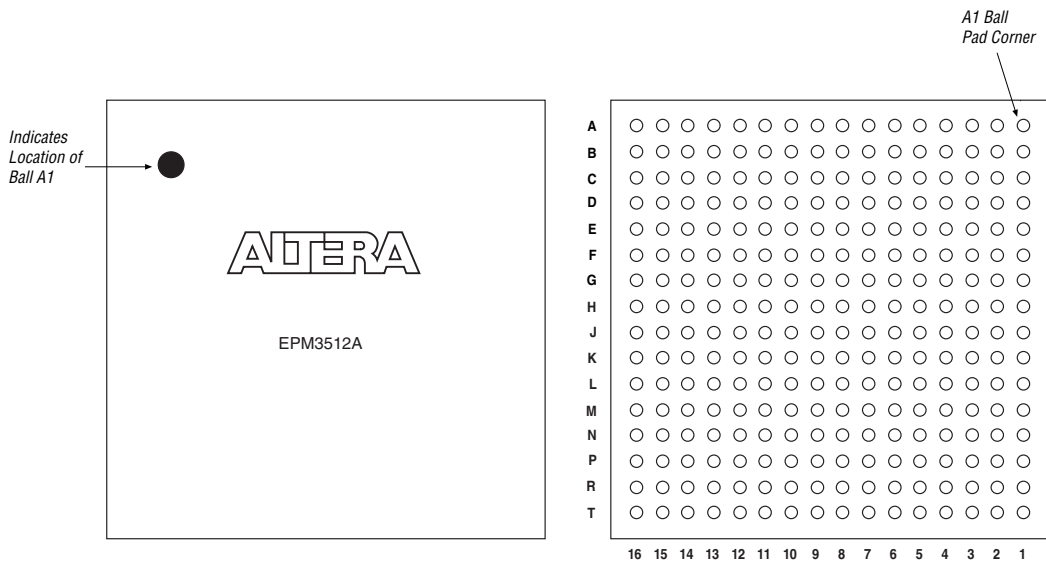 A1 Ball
Pad Corner
Indicates
Location of
Ball A1
ALTERA
EPM3512A
A
B
C
D
E
F
G
H
J
K
L
M
N
P
R
T
16 15 14 13 12 11 10 9 8 7 6 5 4 3 2 1